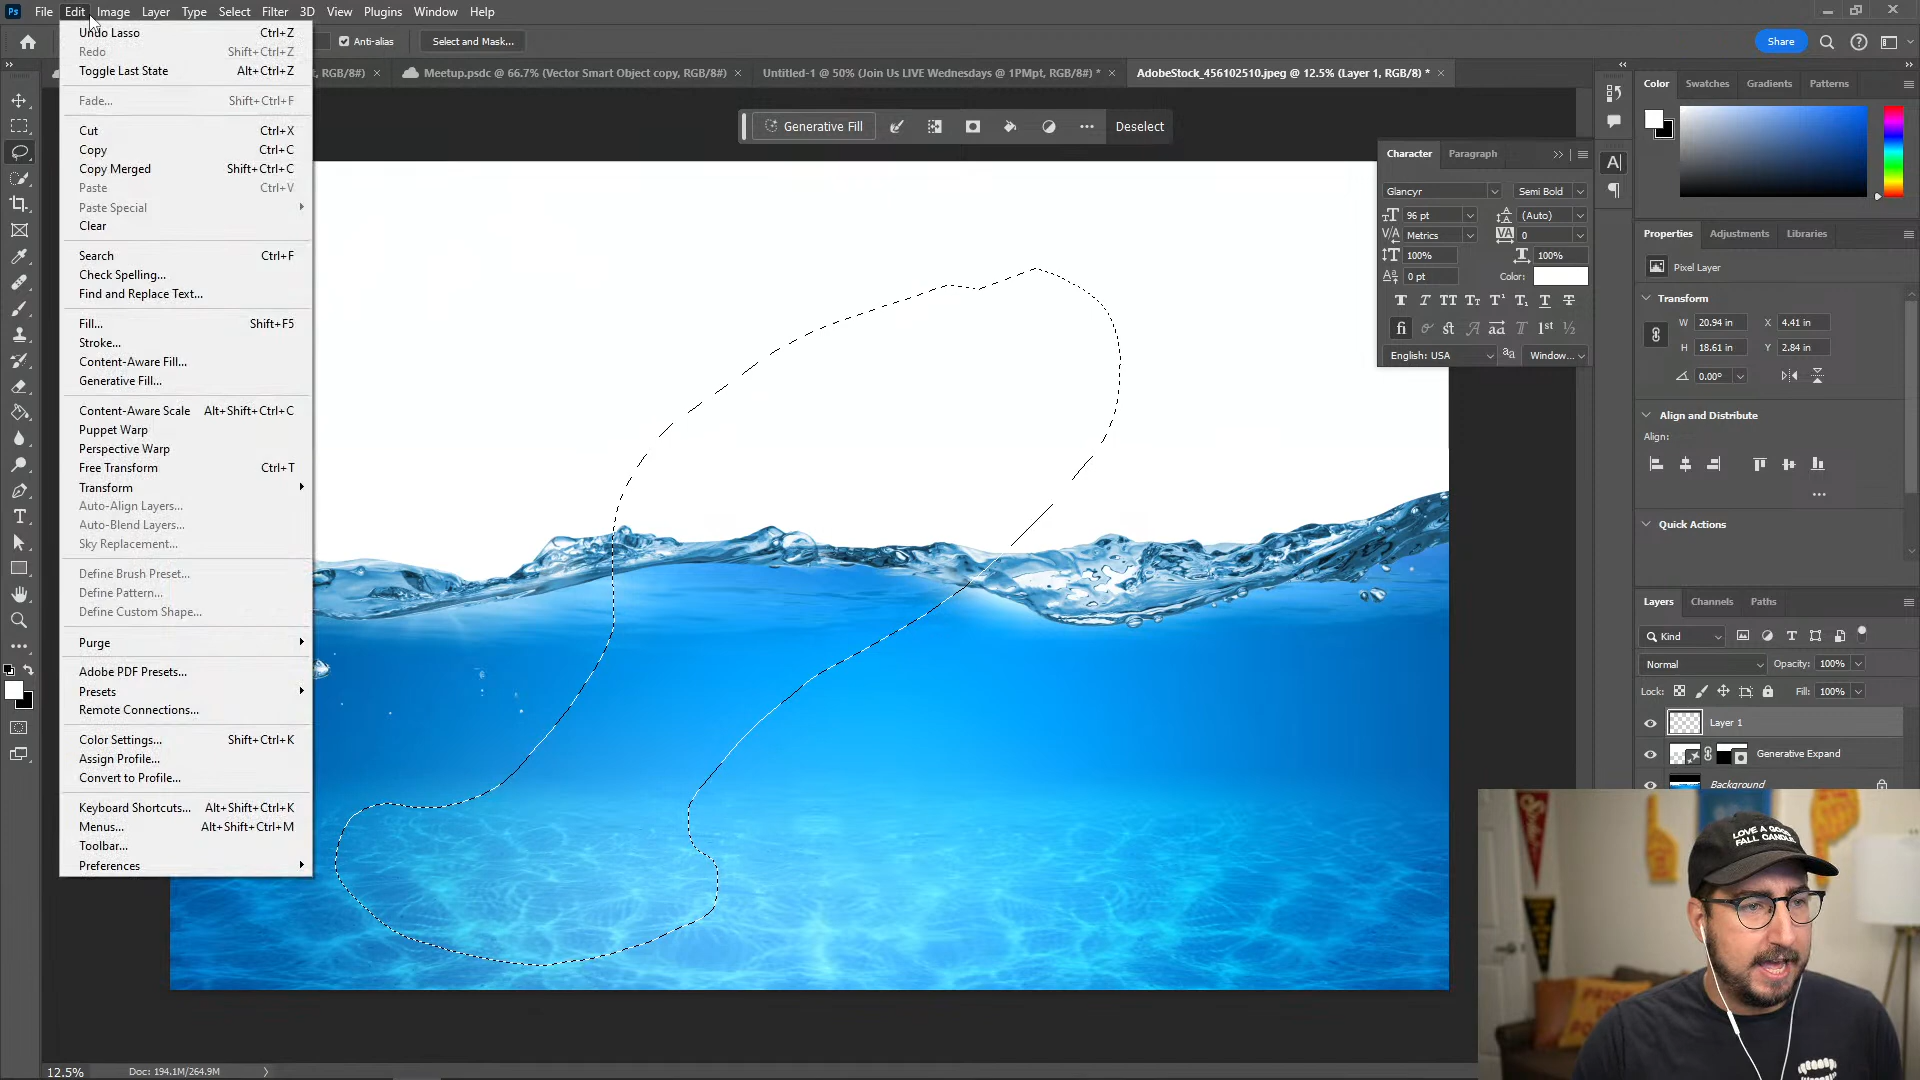 Ps File Edit Image Layer Type Select Filter 3D View Plugins Window Help
Anti-alias Select and Mask... Share
t, RGB/8#) × Meetup.psdc @ 66.7% (Vector Smart Object copy, RGB/8#) × Untitled-1 @ 50% (Join Us LIVE Wednesdays @ 1PMpt, RGB/8#) * × AdobeStock_456102510.jpeg @ 12.5% (Layer 1, RGB/8) * ×
Undo Lasso Ctrl+Z
Redo Shift+Ctrl+Z
Toggle Last State Alt+Ctrl+Z
Fade... Shift+Ctrl+F
Cut Ctrl+X
Copy Ctrl+C
Copy Merged Shift+Ctrl+C
Paste Ctrl+V
Paste Special
Clear
Search Ctrl+F
Check Spelling...
Find and Replace Text...
Fill... Shift+F5
Stroke...
Content-Aware Fill...
Generative Fill...
Content-Aware Scale Alt+Shift+Ctrl+C
Puppet Warp
Perspective Warp
Free Transform Ctrl+T
Transform
Auto-Align Layers...
Auto-Blend Layers...
Sky Replacement...
Define Brush Preset...
Define Pattern...
Define Custom Shape...
Purge
Adobe PDF Presets...
Presets
Remote Connections...
Color Settings... Shift+Ctrl+K
Assign Profile...
Convert to Profile...
Keyboard Shortcuts... Alt+Shift+Ctrl+K
Menus... Alt+Shift+Ctrl+M
Toolbar...
Preferences
Generative Fill ... Deselect
Character Paragraph
Glancyr Semi Bold
96 pt (Auto)
Metrics 0
100% 100%
0 pt Color:
English: USA aa Window...
Color Swatches Gradients Patterns
Properties Adjustments Libraries
Pixel Layer
Transform
W 20.94 in X 4.41 in
H 18.61 in Y 2.84 in
0.00°
Align and Distribute
Align:
...
Quick Actions
Layers Channels Paths
Kind
Normal Opacity: 100%
Lock: Fill: 100%
Layer 1
Generative Expand
Background
LOVE A GOOD
FALL CANDLE
12.5% Doc: 194.1M/264.9M